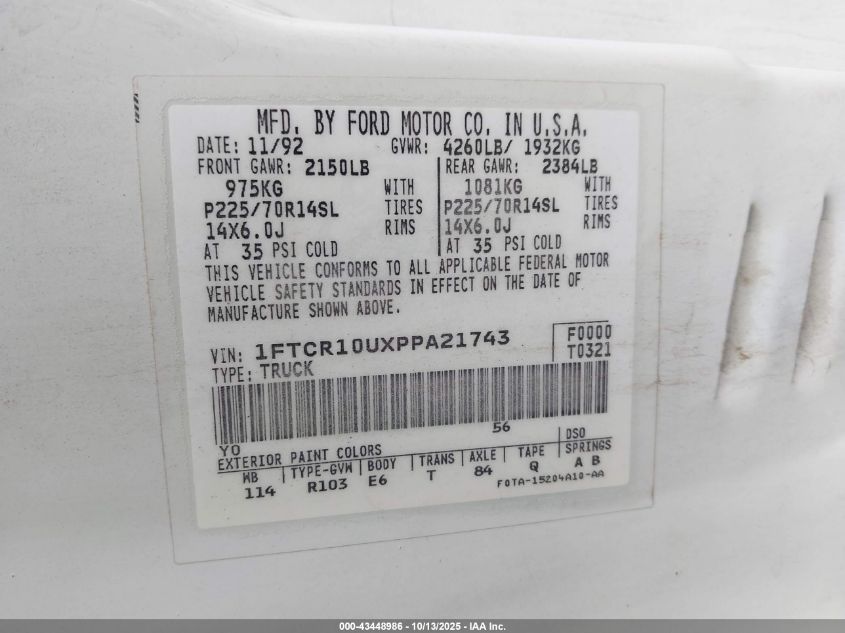 MFD. BY FORD MOTOR CO. IN U.S.A.
DATE: 11/92 GVWR: 4260LB/ 1932KG
FRONT GAWR: 2150LB REAR GAWR: 2384LB
975KG WITH 1081KG WITH
P225/70R14SL TIRES P225/70R14SL TIRES
14X6.0J RIMS 14X6.0J RIMS
AT 35 PSI COLD AT 35 PSI COLD
THIS VEHICLE CONFORMS TO ALL APPLICABLE FEDERAL MOTOR
VEHICLE SAFETY STANDARDS IN EFFECT ON THE DATE OF
MANUFACTURE SHOWN ABOVE.
VIN: 1FTCR10UXPPA21743 F0000
TYPE: TRUCK T0321
YO 56
EXTERIOR PAINT COLORS DSO
WB TYPE-GVW BODY TRANS AXLE TAPE SPRINGS
114 R103 E6 T 84 Q A B
F0TA-15204A10-AA
000-43448986 - 10/13/2025 - IAA Inc.